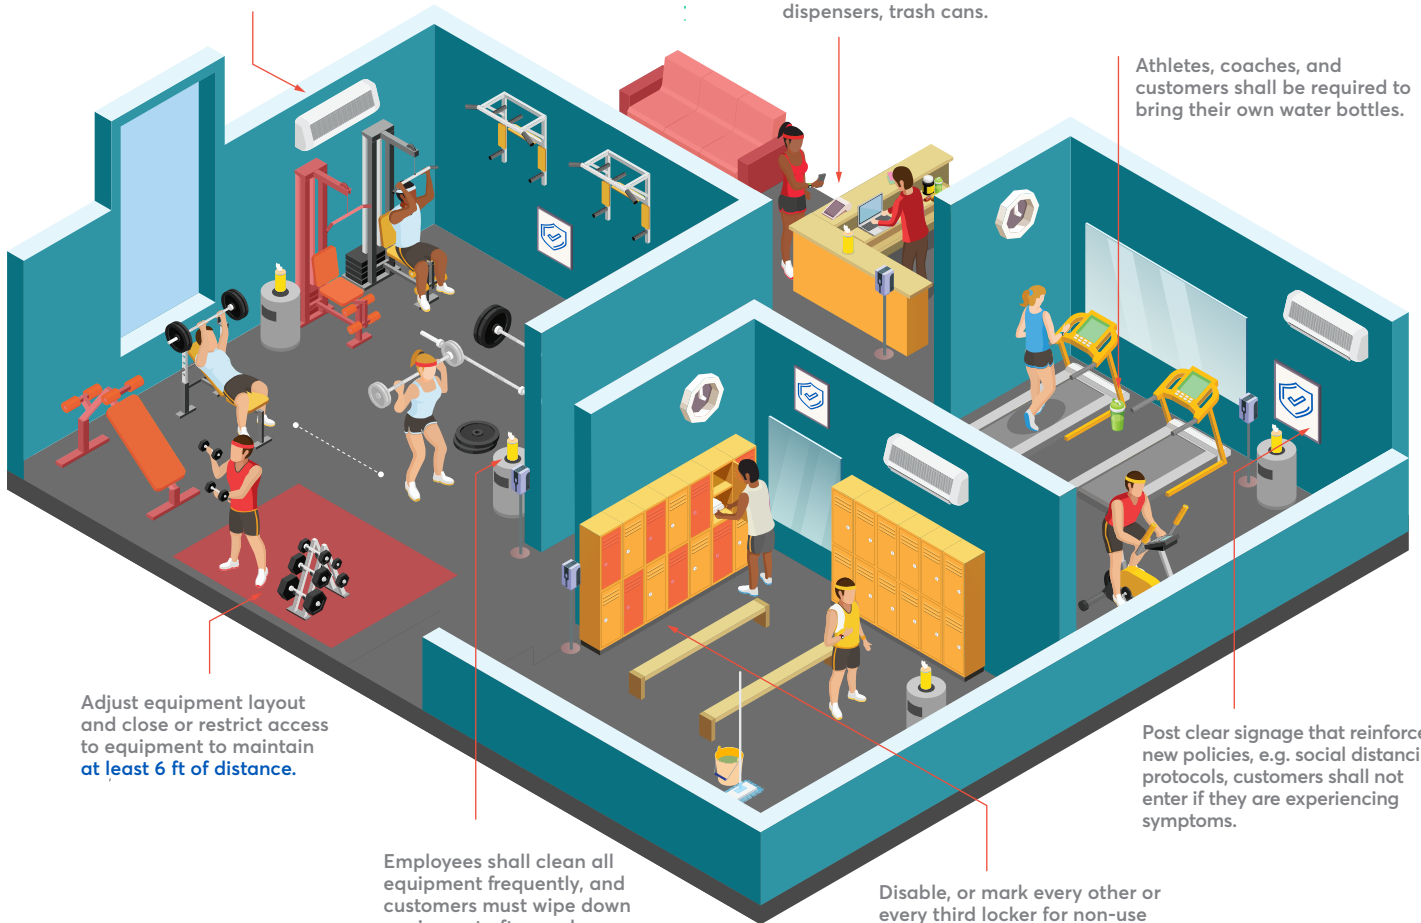 dispensers, trash cans.
Athletes, coaches, and
customers shall be required to
bring their own water bottles.
Adjust equipment layout
and close or restrict access
to equipment to maintain
at least 6 ft of distance.
Post clear signage that reinforce
new policies, e.g. social distanci
protocols, customers shall not
enter if they are experiencing
symptoms.
Employees shall clean all
equipment frequently, and
customers must wipe down
Disable, or mark every other or
every third locker for non-use